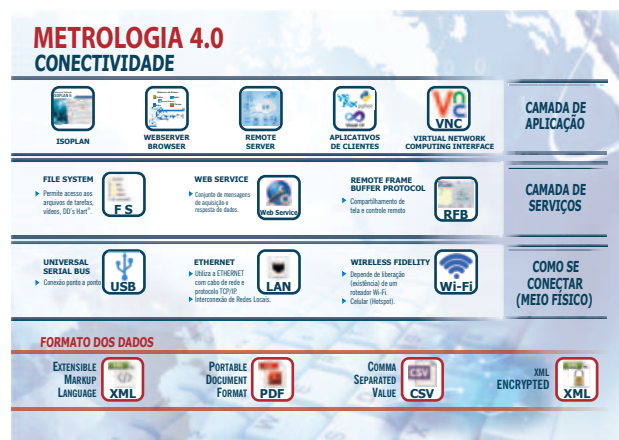 METROLOGIA 4.0
CONECTIVIDADE
ISOPLAN
WEBSERVER
BROWSER
REMOTE
SERVER
APLICATIVOS
DE CLIENTES
VNC
VIRTUAL NETWORK
COMPUTING INTERFACE
CAMADA DE
APLICAÇÃO
FILE SYSTEM
Permite acesso aos
arquivos de tarefas,
vídeos, DD's Hart®.
F S
WEB SERVICE
Conjunto de mensagens
de aquisição e
resposta de dados.
Web Service
REMOTE FRAME
BUFFER PROTOCOL
Compartilhamento de
tela e controle remoto
RFB
CAMADA DE
SERVIÇOS
UNIVERSAL
SERIAL BUS
Conexão ponto a ponto
USB
ETHERNET
Utiliza a ETHERNET
com cabo de rede e
protocolo TCP/IP.
Interconexão de Redes Locais.
LAN
WIRELESS FIDELITY
Depende de liberação
(existência) de um
roteador Wi-Fi.
Celular (Hotspot).
Wi-Fi
COMO SE
CONECTAR
(MEIO FÍSICO)
FORMATO DOS DADOS
EXTENSIBLE
MARKUP
LANGUAGE
XML
PORTABLE
DOCUMENT
FORMAT
PDF
COMMA
SEPARATED
VALUE
CSV
CSV
XML
ENCRYPTED
XML